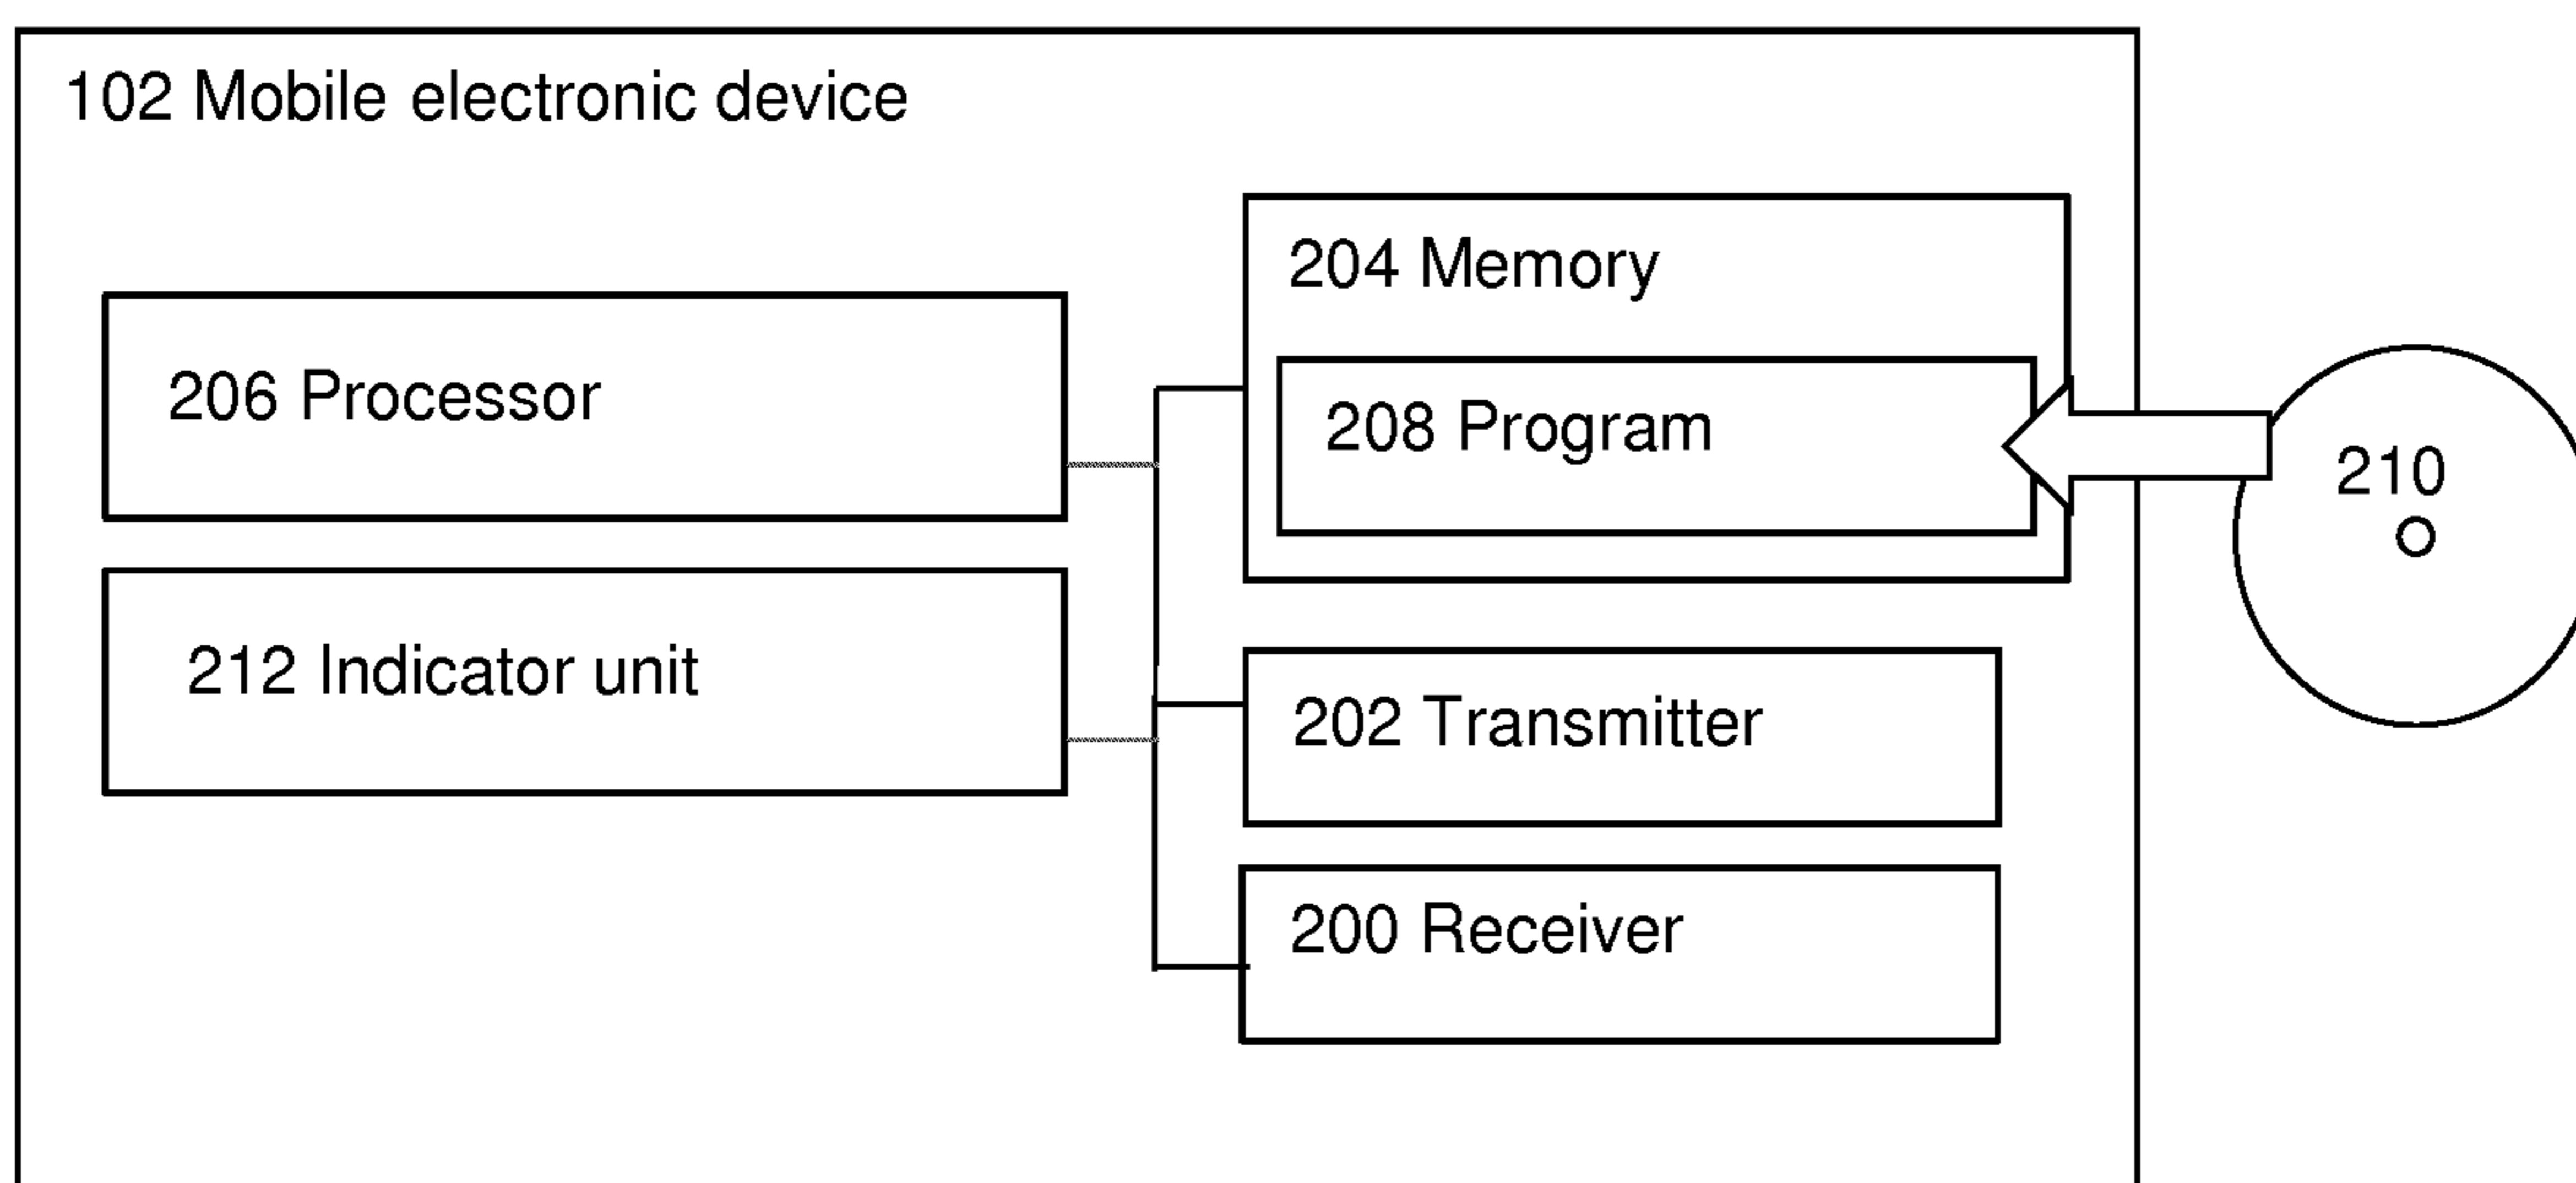 102 Mobile electronic device
204 Memory
206 Processor
208 Program
210
212 Indicator unit
202 Transmitter
200 Receiver